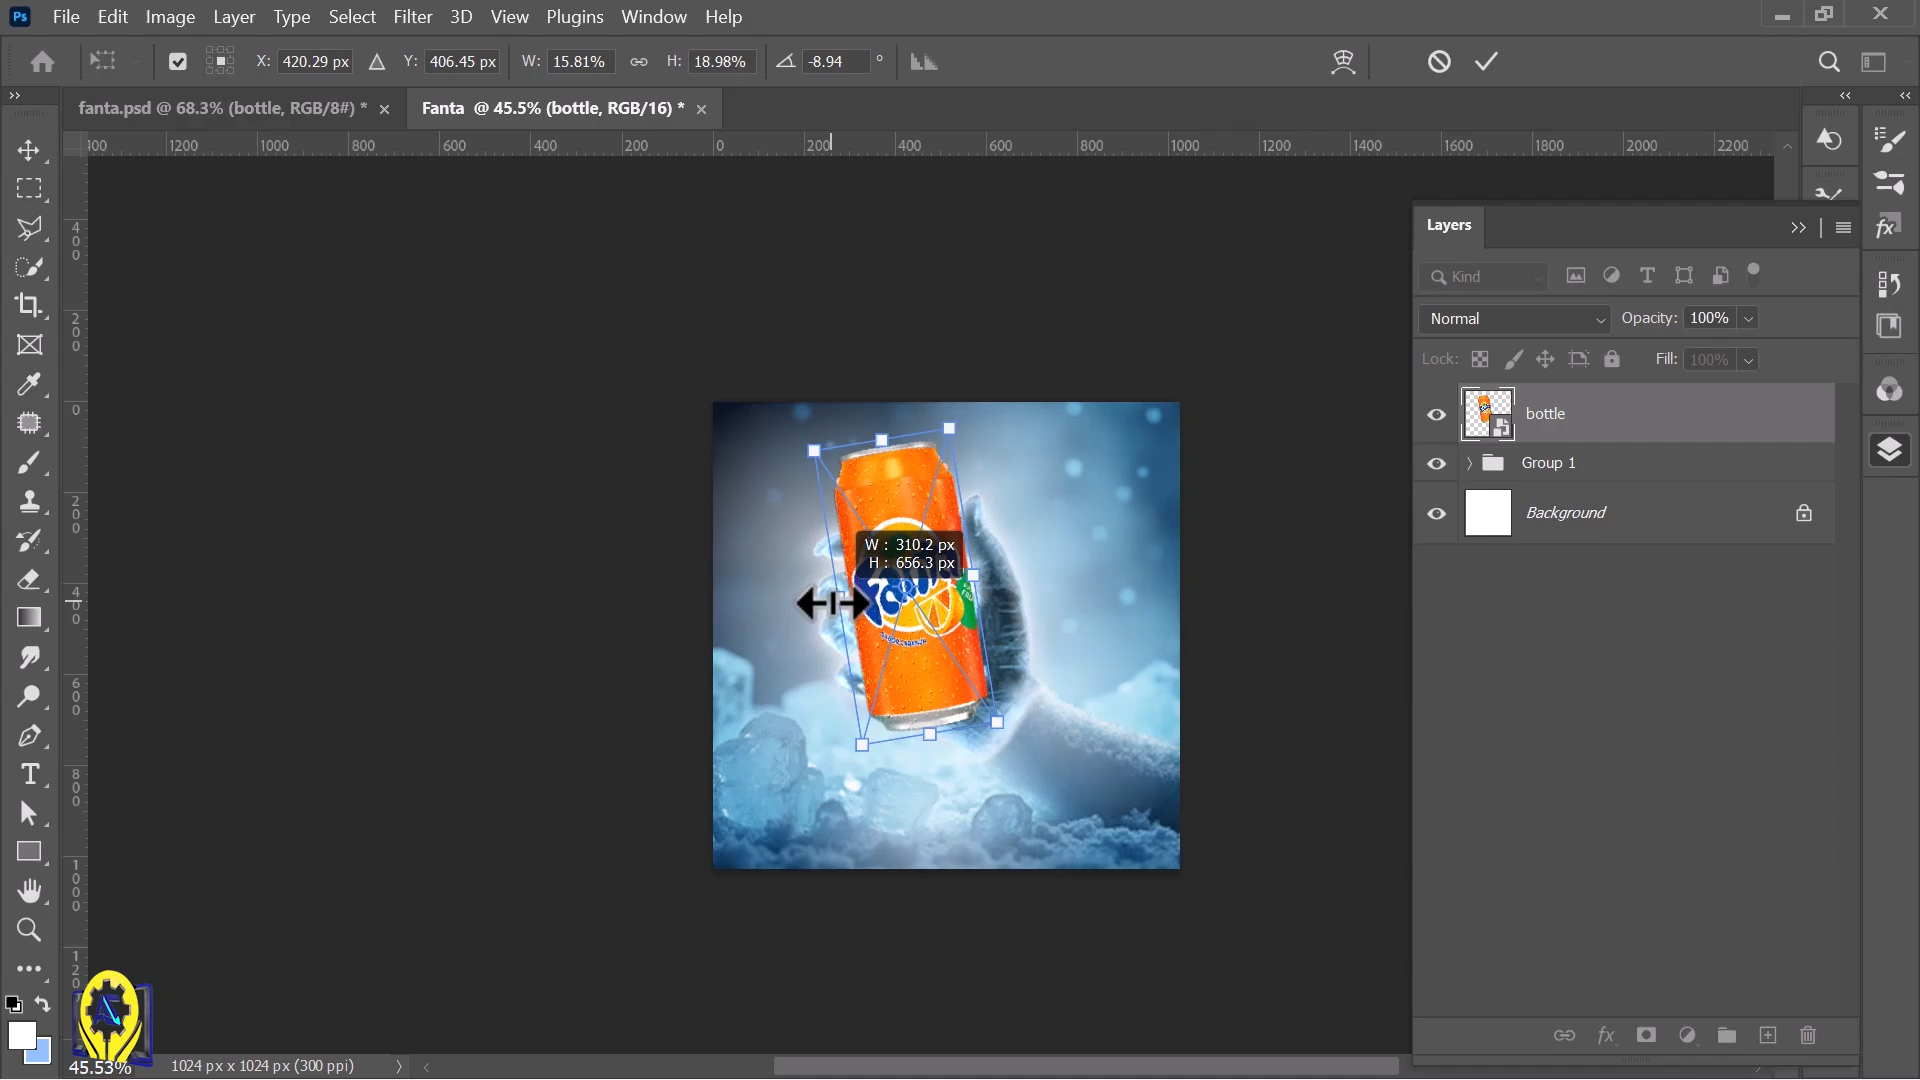 Ps File Edit Image Layer Type Select Filter 3D View Plugins Window Help
X: 420.29 px Y: 406.45 px W: 15.81% H: 18.98% -8.94 °
fanta.psd @ 68.3% (bottle, RGB/8#) * × Fanta @ 45.5% (bottle, RGB/16) * ×
400 1200 1000 800 600 400 200 0 200 400 600 800 1000 1200 1400 1600 1800 2000 2200
400
200
0
200
400
600
800
1000
Layers
Kind
Normal Opacity: 100%
Lock: Fill: 100%
bottle
Group 1
Background
W : 310.2 px
H : 656.3 px
45.53% 1024 px x 1024 px (300 ppi)